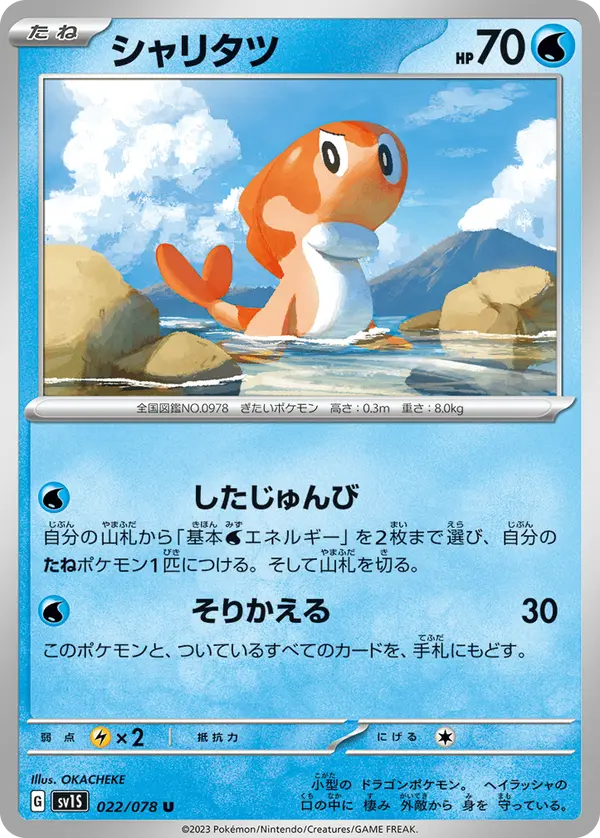 たね シャリタツ HP70
全国図鑑NO.0978 ぎたいポケモン 高さ:0.3m 重さ:8.0kg
したじゅんび
自分の山札から「基本エネルギー」を2枚まで選び、自分の
たねポケモン1匹につける。そして山札を切る。
そりかえる 30
このポケモンと、ついているすべてのカードを、手札にもどす。
弱点 ×2 抵抗力 にげる
Illus. OKACHEKE
G sv1S 022/078 U
小型の ドラゴンポケモン。 ヘイラッシャの
口の中に 棲み 外敵から 身を 守っている。
©2023 Pokémon/Nintendo/Creatures/GAME FREAK.